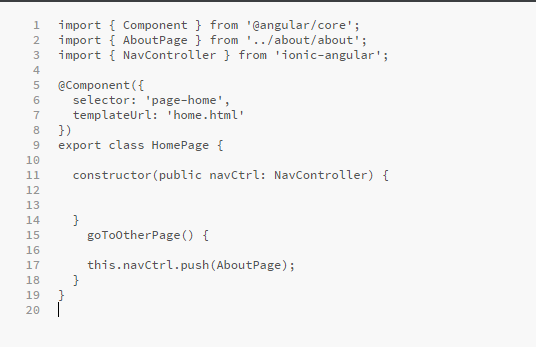 1 import { Component } from '@angular/core';
2 import { AboutPage } from '../about/about';
3 import { NavController } from 'ionic-angular';
4
5 @Component({
6   selector: 'page-home',
7   templateUrl: 'home.html'
8 })
9 export class HomePage {
10
11   constructor(public navCtrl: NavController) {
12
13
14   }
15     goToOtherPage() {
16
17     this.navCtrl.push(AboutPage);
18   }
19 }
20